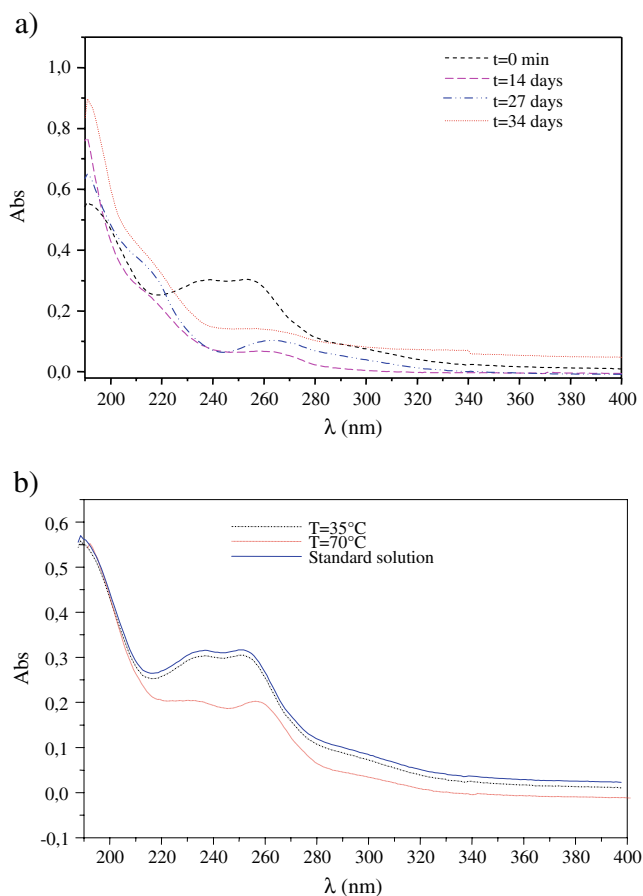 a)
t=0 min
t=14 days
t=27 days
t=34 days
1,0
0,8
0,6
0,4
0,2
0,0
Abs
200 220 240 260 280 300 320 340 360 380 400
λ (nm)
b)
T=35°C
T=70°C
Standard solution
0,6
0,5
0,4
0,3
0,2
0,1
0,0
-0,1
Abs
200 220 240 260 280 300 320 340 360 380 400
λ (nm)